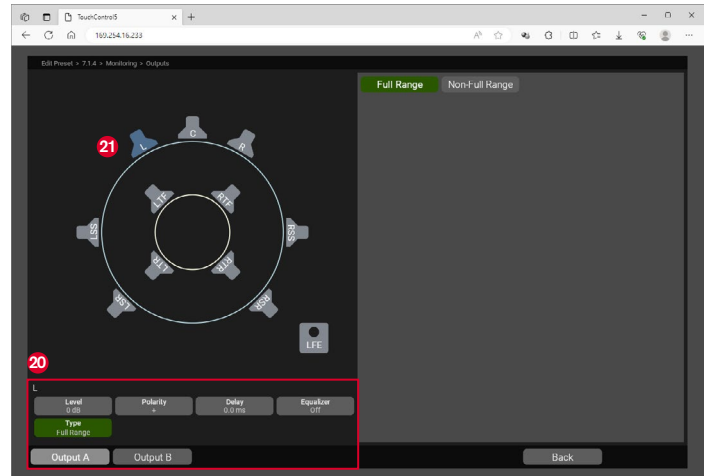 TouchControl5
169.254.16.233
Edit Preset > 7.1.4 > Monitoring > Outputs
Full Range Non-Full Range
21
L
C
R
LTF
RTF
LSS
RSS
LTR
RTR
LSR
RSR
LFE
20
L
Level
0 dB
Polarity
+
Delay
0.0 ms
Equalizer
Off
Type
Full Range
Output A Output B
Back